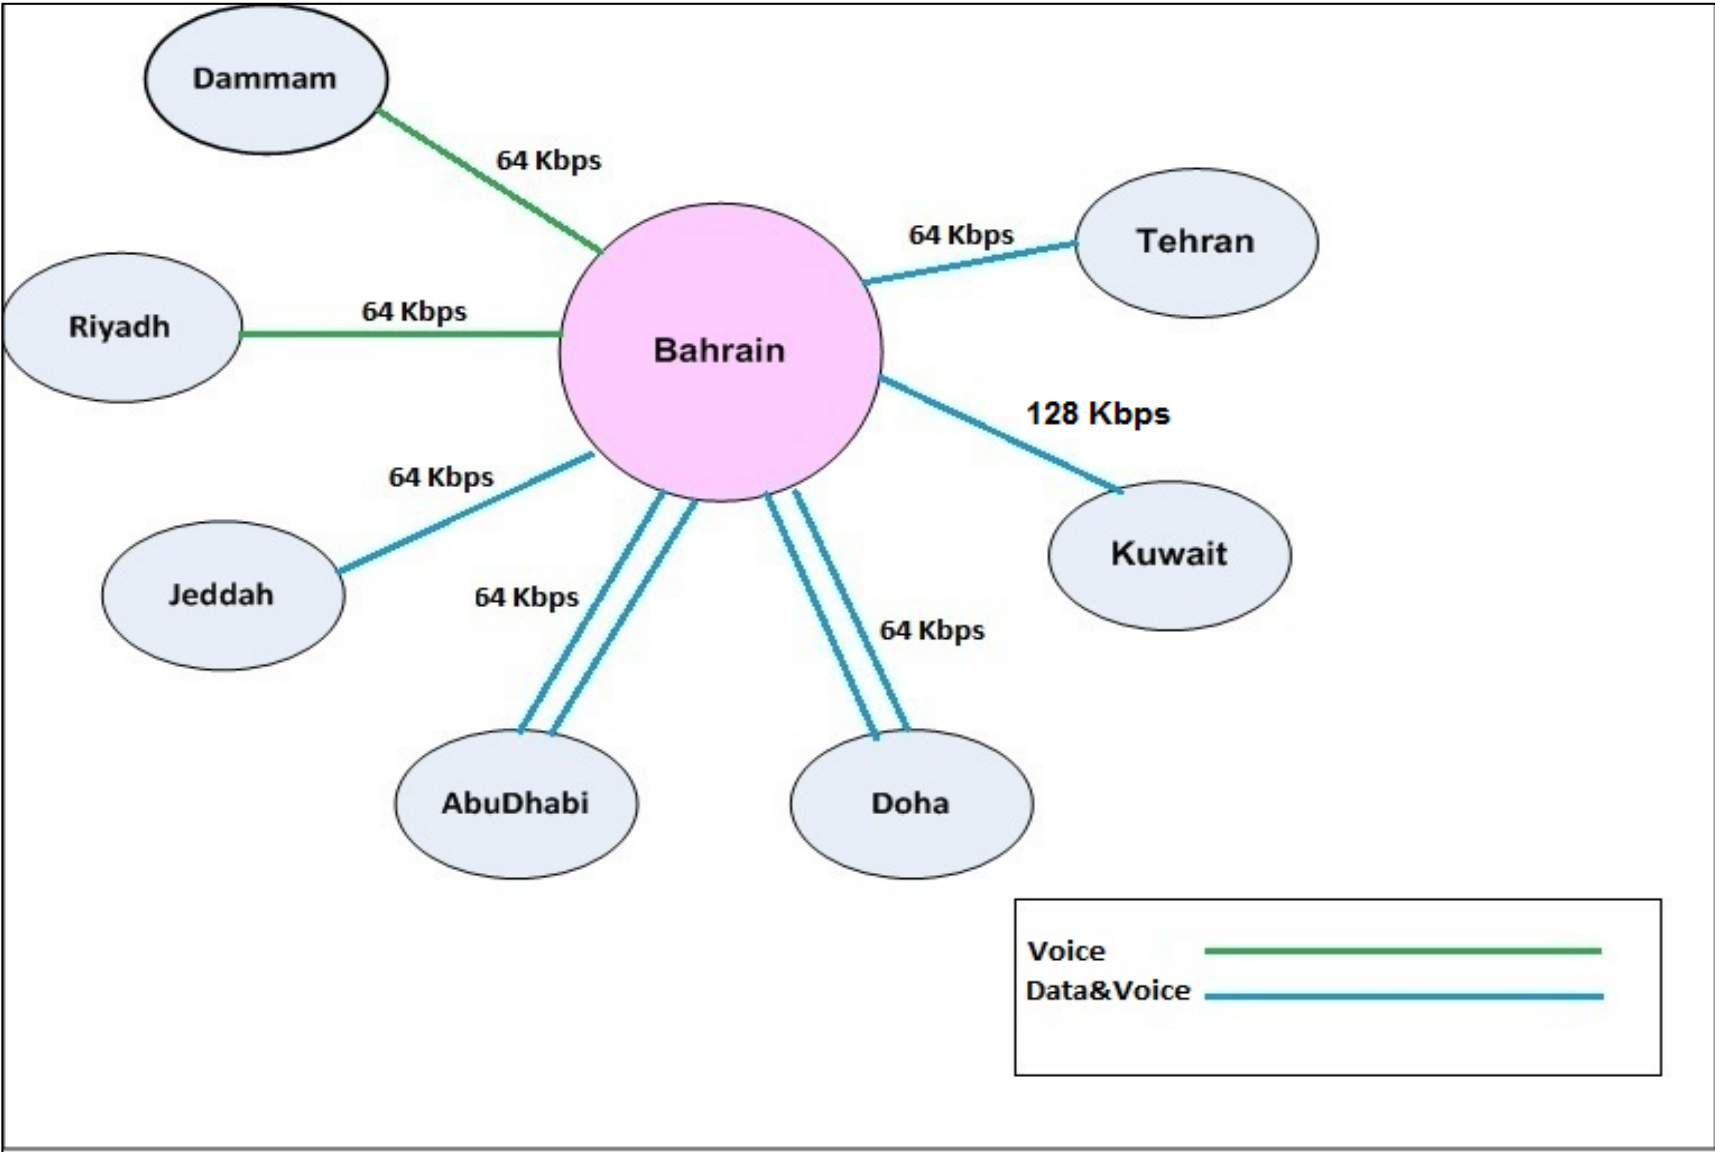 Dammam
64 Kbps
Tehran
64 Kbps
Riyadh
64 Kbps
Bahrain
128 Kbps
64 Kbps
Jeddah
Kuwait
64 Kbps
64 Kbps
AbuDhabi
Doha
Voice
Data&Voice